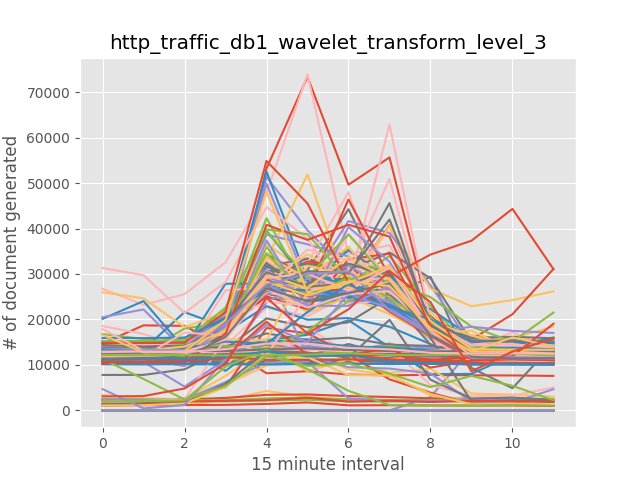 http_traffic_db1_wavelet_transform_level_3
# of document generated
70000
60000
50000
40000
30000
20000
10000
0
0 2 4 6 8 10
15 minute interval